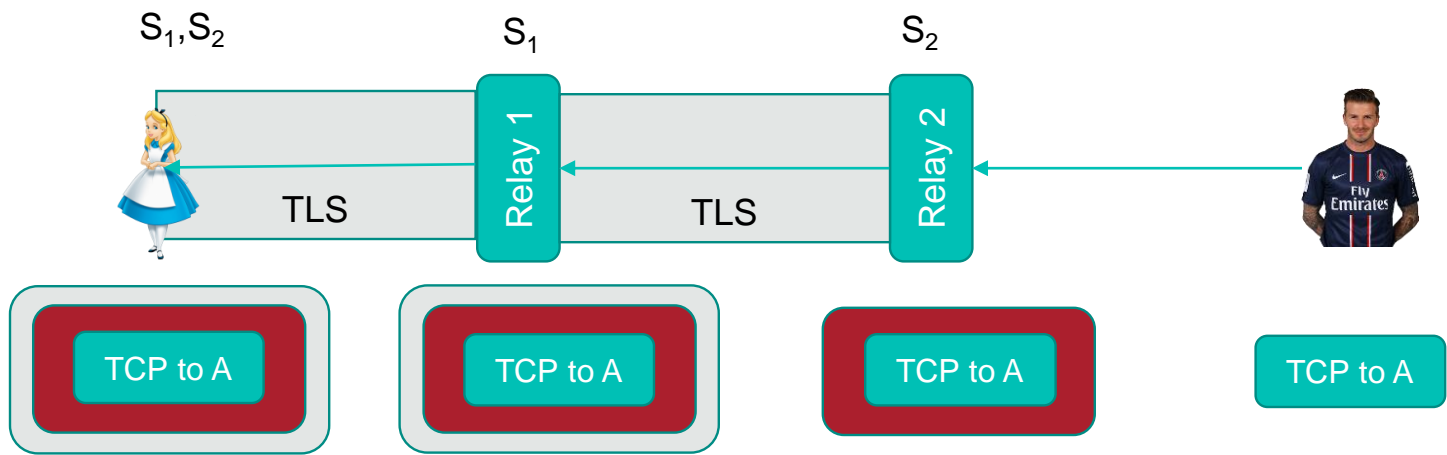 S₁,S₂
S₁
S₂
Relay 1
Relay 2
TLS
TLS
Fly
Emirates
TCP to A
TCP to A
TCP to A
TCP to A